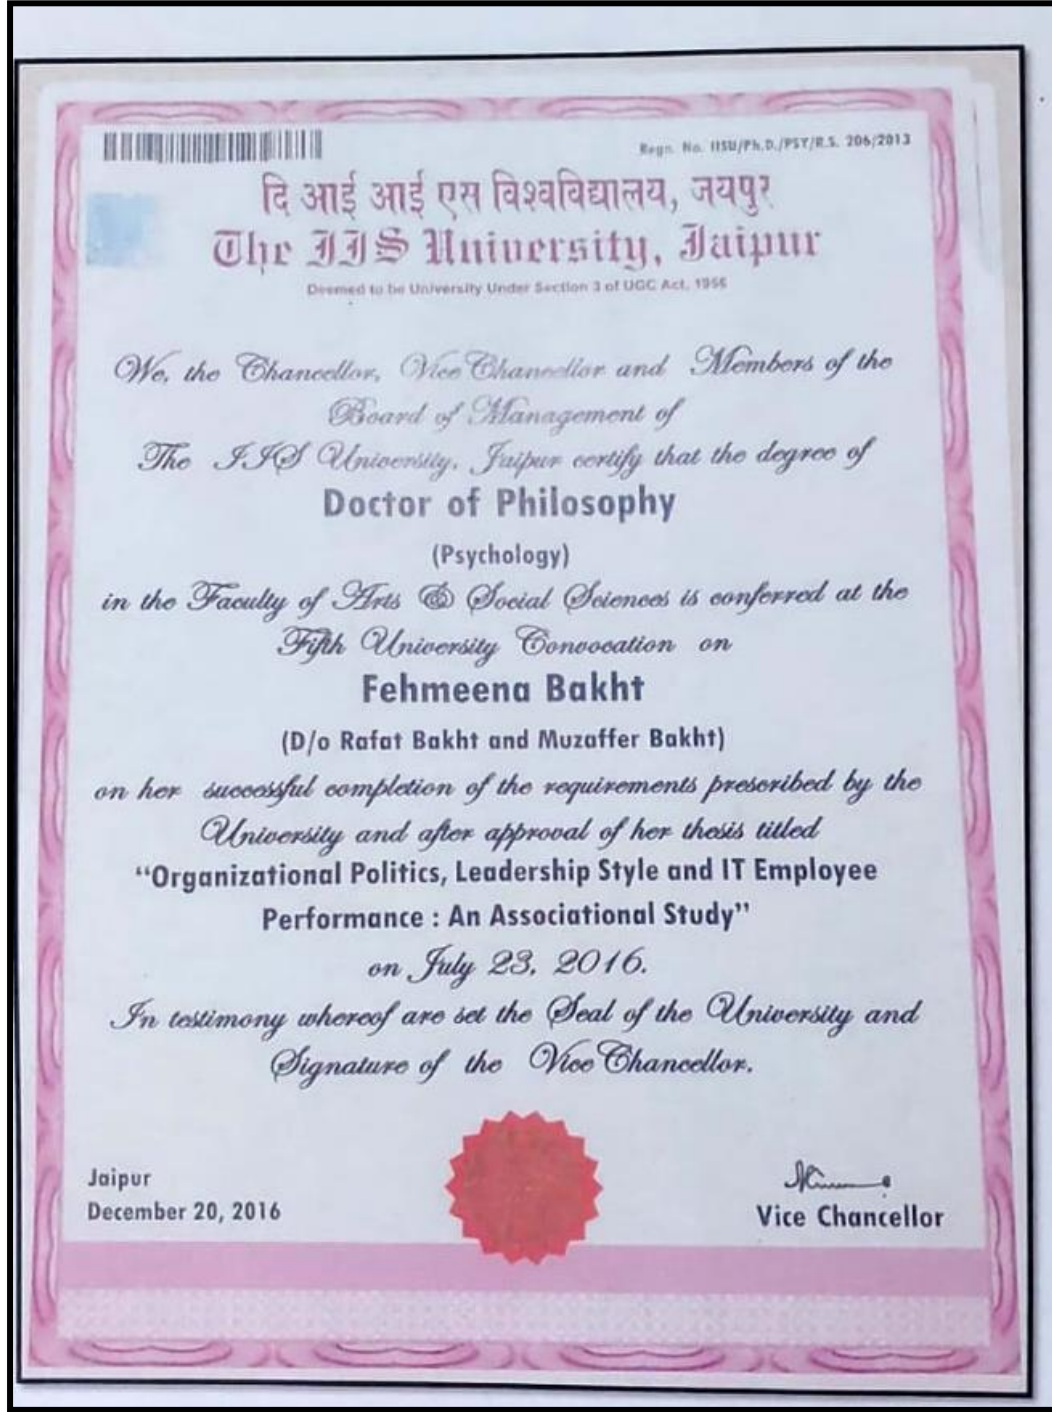 Regn. No. IISU/Ph.D./PSY/R.S. 206/2013
दि आई आई एस विश्वविद्यालय, जयपुर
The IIS University, Jaipur
Deemed to be University Under Section 3 of UGC Act, 1956
We, the Chancellor, Vice Chancellor and Members of the
Board of Management of
The IIS University, Jaipur certify that the degree of
Doctor of Philosophy
(Psychology)
in the Faculty of Arts & Social Sciences is conferred at the
Fifth University Convocation on
Fehmeena Bakht
(D/o Rafat Bakht and Muzaffer Bakht)
on her successful completion of the requirements prescribed by the
University and after approval of her thesis titled
“Organizational Politics, Leadership Style and IT Employee
Performance : An Associational Study”
on July 23, 2016.
In testimony whereof are set the Seal of the University and
Signature of the Vice Chancellor.
Jaipur
December 20, 2016
Vice Chancellor